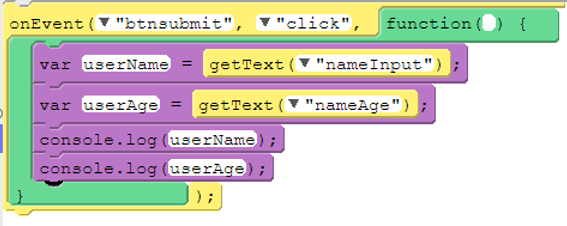 onEvent(▼"btnsubmit", ▼"click", function( ) {
var userName = getText(▼"nameInput");
var userAge = getText(▼"nameAge");
console.log(userName);
console.log(userAge);
} );